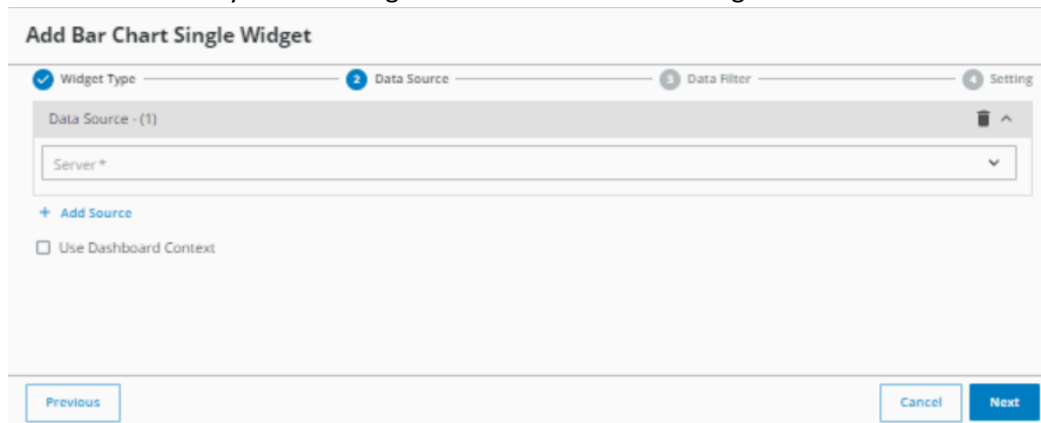 Add Bar Chart Single Widget
Widget Type 2 Data Source 3 Data Filter 4 Setting
Data Source - (1)
Server*
+ Add Source
Use Dashboard Context
Previous Cancel Next